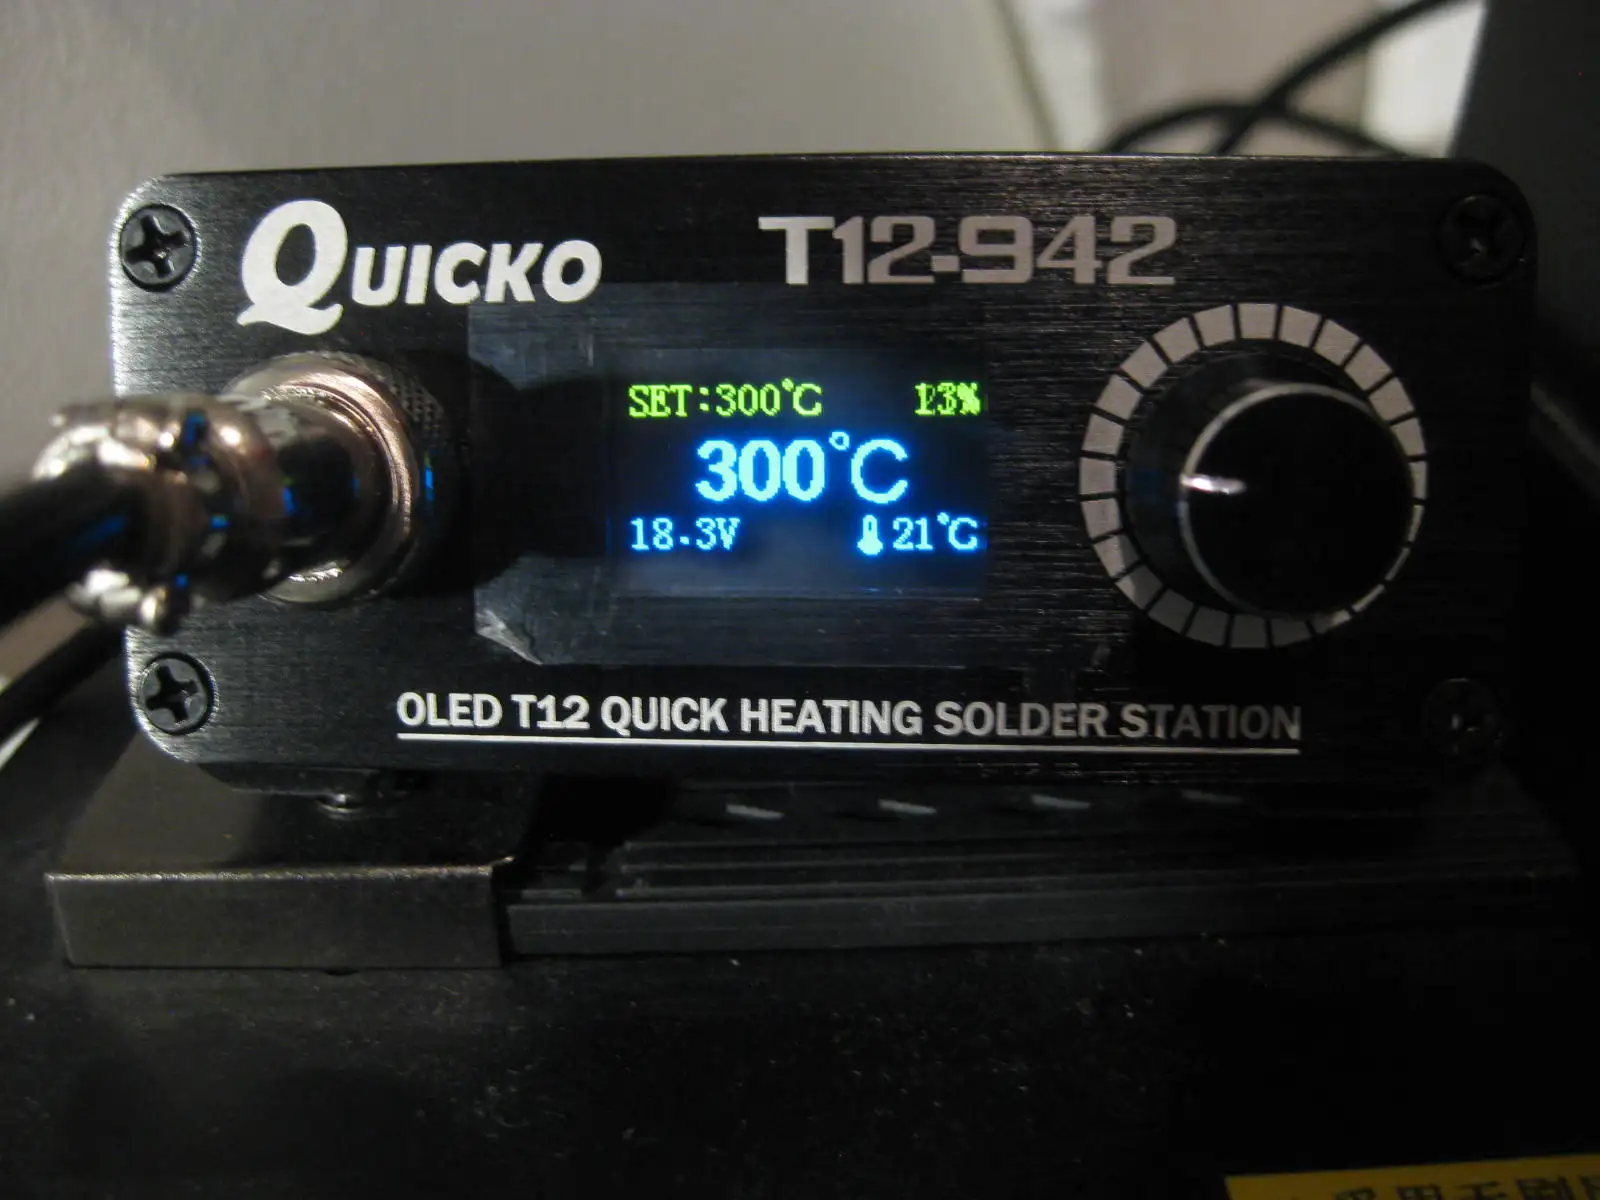 QUICKO
T12-942
SET:300℃
300℃
18.3V
21℃
OLED T12 QUICK HEATING SOLDER STATION